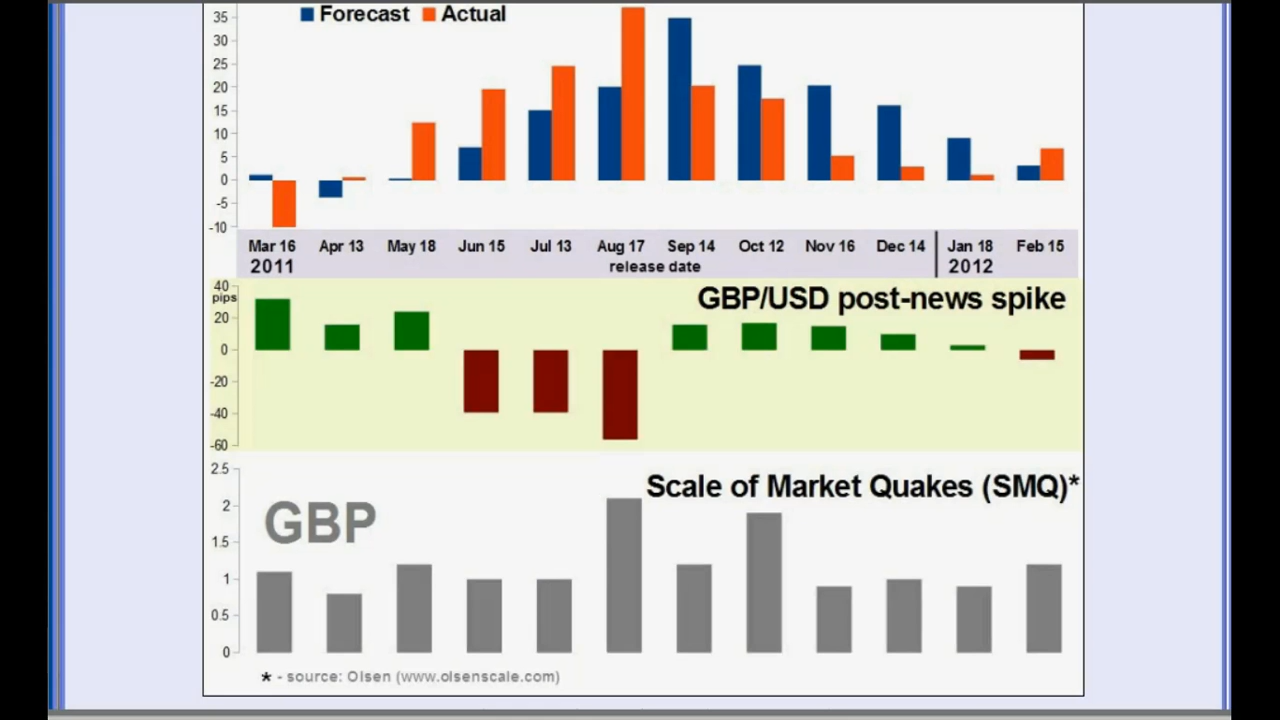 Forecast Actual
35
30
25
20
15
10
5
0
-5
-10
Mar 16 Apr 13 May 18 Jun 15 Jul 13 Aug 17 Sep 14 Oct 12 Nov 16 Dec 14 Jan 18 Feb 15
2011 release date 2012
40
pips
GBP/USD post-news spike
20
0
-20
-40
-60
2.5
Scale of Market Quakes (SMQ)*
2
GBP
1.5
1
0.5
0
* - source: Olsen (www.olsenscale.com)